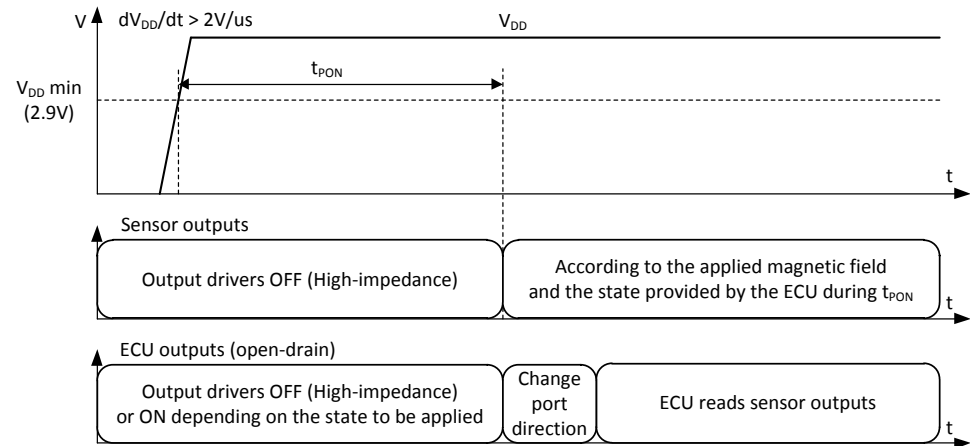 V
dV_DD/dt > 2V/us
V_DD
t_PON
V_DD min
(2.9V)
t
Sensor outputs
Output drivers OFF (High-impedance)
According to the applied magnetic field
and the state provided by the ECU during t_PON
t
ECU outputs (open-drain)
Output drivers OFF (High-impedance)
or ON depending on the state to be applied
Change
port
direction
ECU reads sensor outputs
t